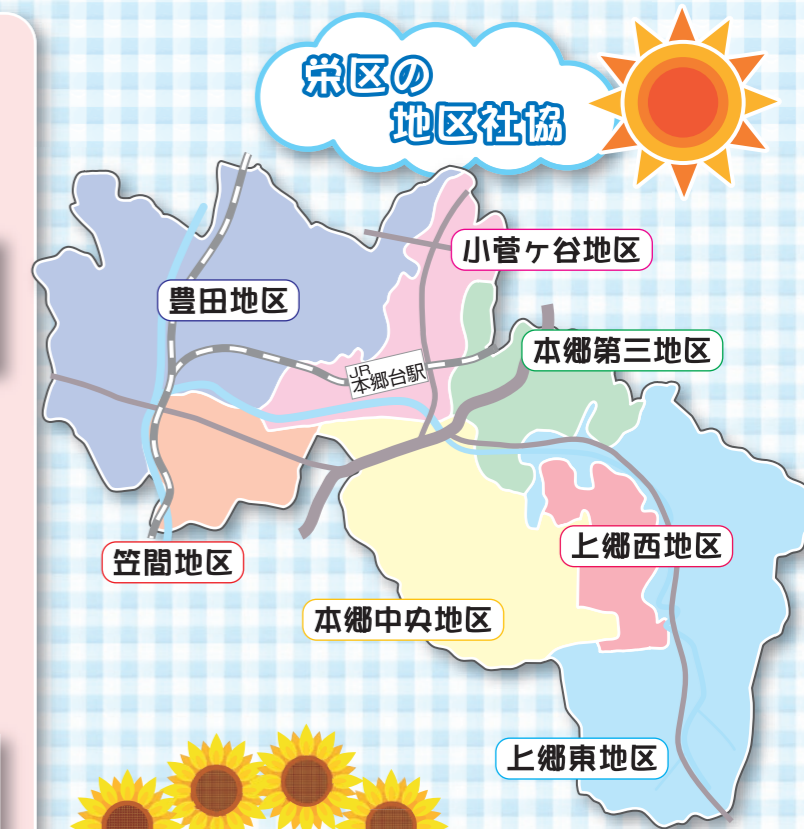 栄区の
地区社協
小菅ヶ谷地区
豊田地区
本郷第三地区
JR
本郷台駅
上郷西地区
笠間地区
本郷中央地区
上郷東地区